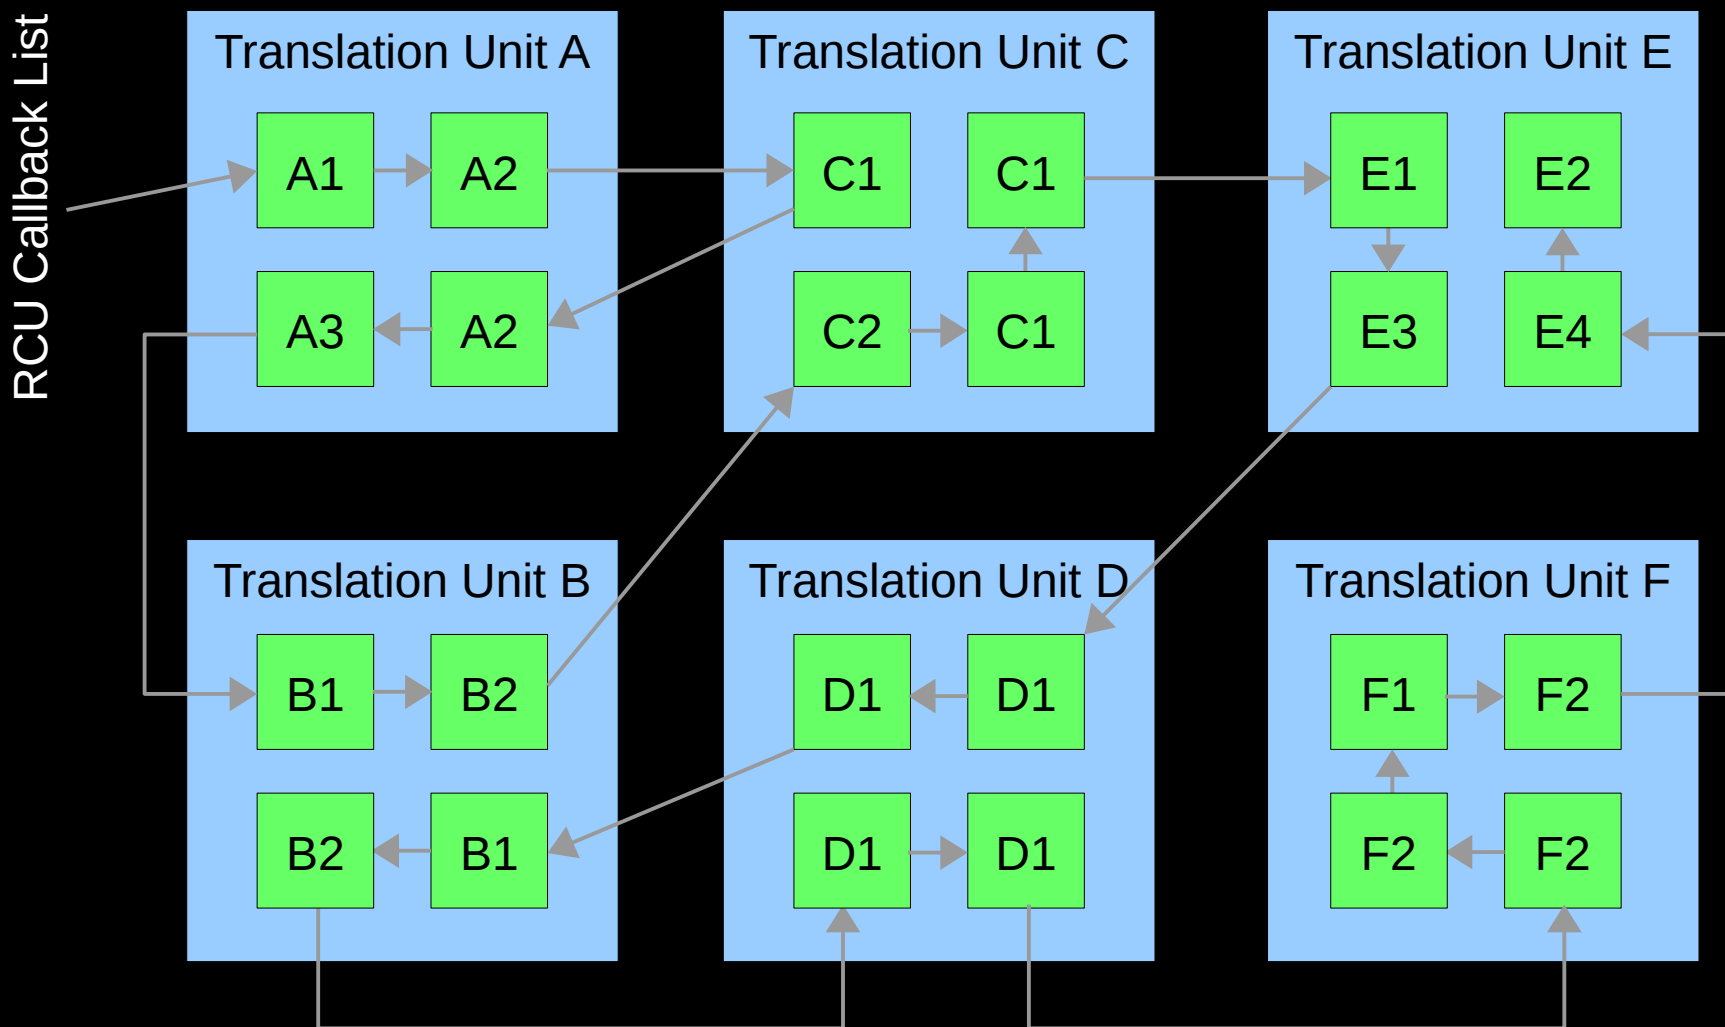 RCU Callback List
Translation Unit A
A1 A2
A3 A2
Translation Unit C
C1 C1
C2 C1
Translation Unit E
E1 E2
E3 E4
Translation Unit B
B1 B2
B2 B1
Translation Unit D
D1 D1
D1 D1
Translation Unit F
F1 F2
F2 F2